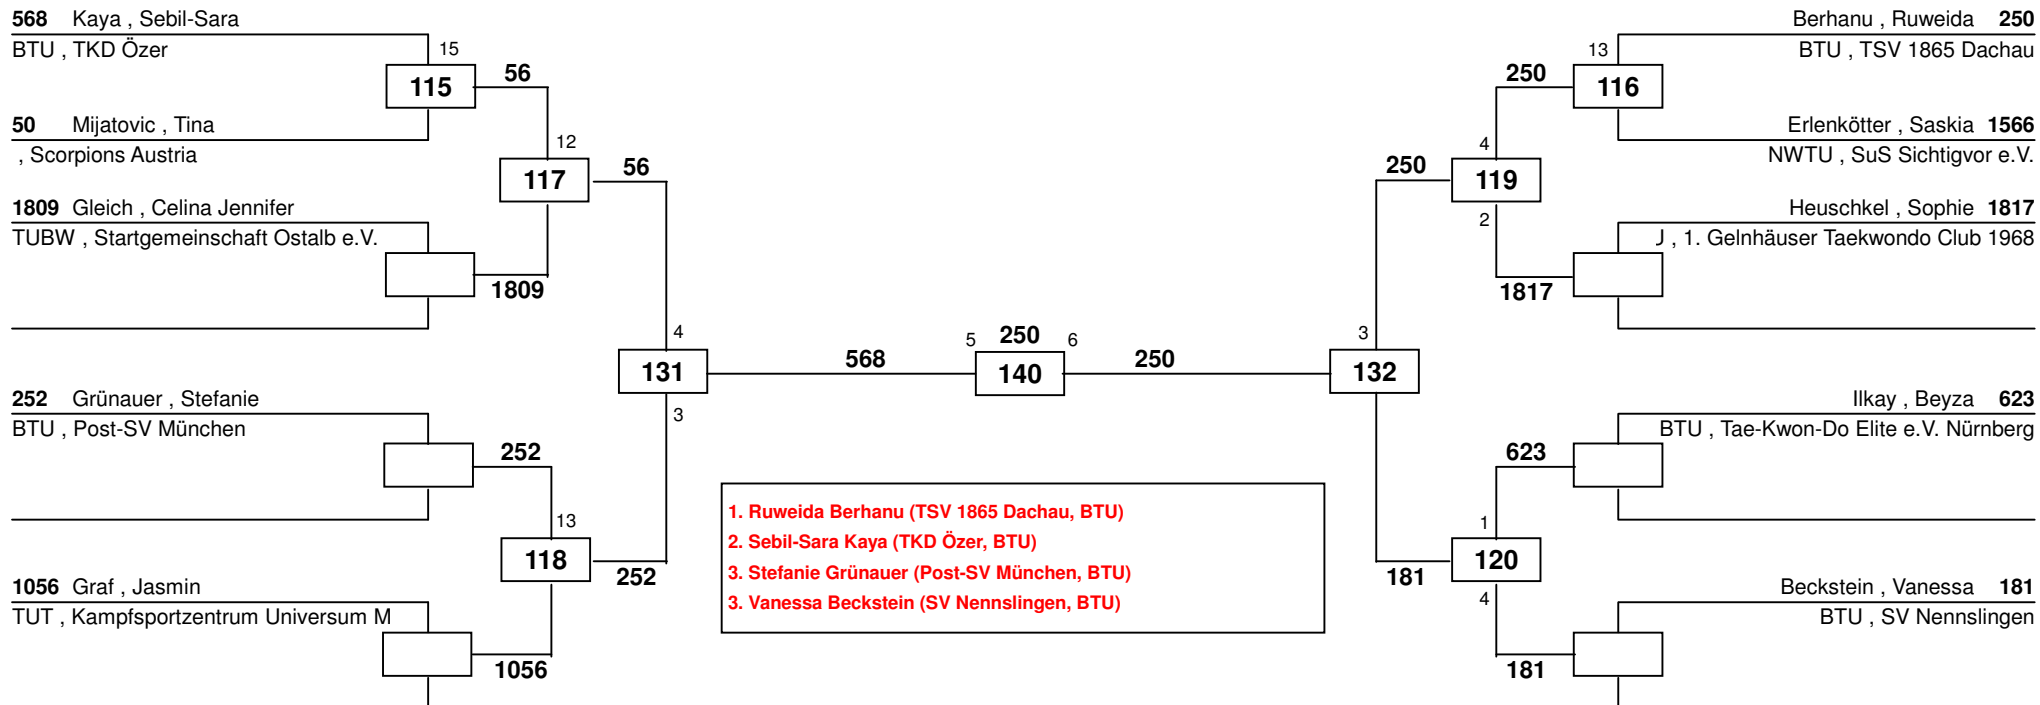 568 Kaya , Sebil-Sara
BTU , TKD Özer
15
115
56
50 Mijatovic , Tina
, Scorpions Austria
12
117
56
1809 Gleich , Celina Jennifer
TUBW , Startgemeinschaft Ostalb e.V.
1809
4
131
568
3
252 Grünauer , Stefanie
BTU , Post-SV München
252
13
118
252
1056 Graf , Jasmin
TUT , Kampfsportzentrum Universum M
1056
5 250 6
140
250
1. Ruweida Berhanu (TSV 1865 Dachau, BTU)
2. Sebil-Sara Kaya (TKD Özer, BTU)
3. Stefanie Grünauer (Post-SV München, BTU)
3. Vanessa Beckstein (SV Nennslingen, BTU)
Berhanu , Ruweida 250
BTU , TSV 1865 Dachau
13
250
116
Erlenkötter , Saskia 1566
NWTU , SuS Sichtigvor e.V.
4
250
119
2
Heuschkel , Sophie 1817
J , 1. Gelnhäuser Taekwondo Club 1968
1817
3
132
Ilkay , Beyza 623
BTU , Tae-Kwon-Do Elite e.V. Nürnberg
623
1
120
181
4
Beckstein , Vanessa 181
BTU , SV Nennslingen
181